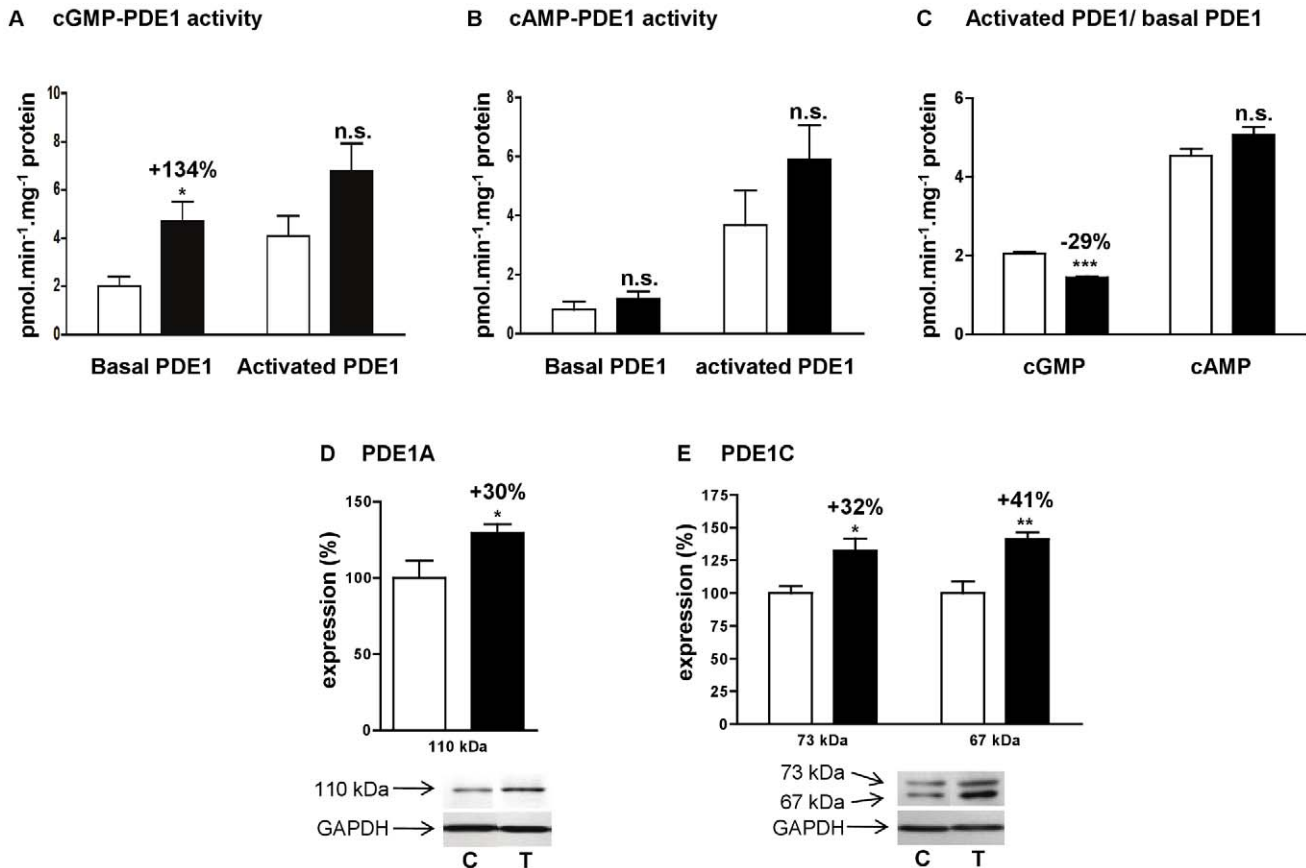 A cGMP-PDE1 activity
B cAMP-PDE1 activity
C Activated PDE1/ basal PDE1
pmol.min⁻¹.mg⁻¹ protein
10
8
6
4
2
0
+134%
*
n.s.
Basal PDE1 Activated PDE1
pmol.min⁻¹.mg⁻¹ protein
8
6
4
2
0
n.s.
n.s.
Basal PDE1 activated PDE1
pmol.min⁻¹.mg⁻¹ protein
6
4
2
0
-29%
***
n.s.
cGMP cAMP
D PDE1A
expression (%)
150
100
50
0
+30%
*
110 kDa
110 kDa
GAPDH
C T
E PDE1C
expression (%)
175
150
125
100
75
50
25
0
+32%
*
+41%
**
73 kDa 67 kDa
73 kDa
67 kDa
GAPDH
C T